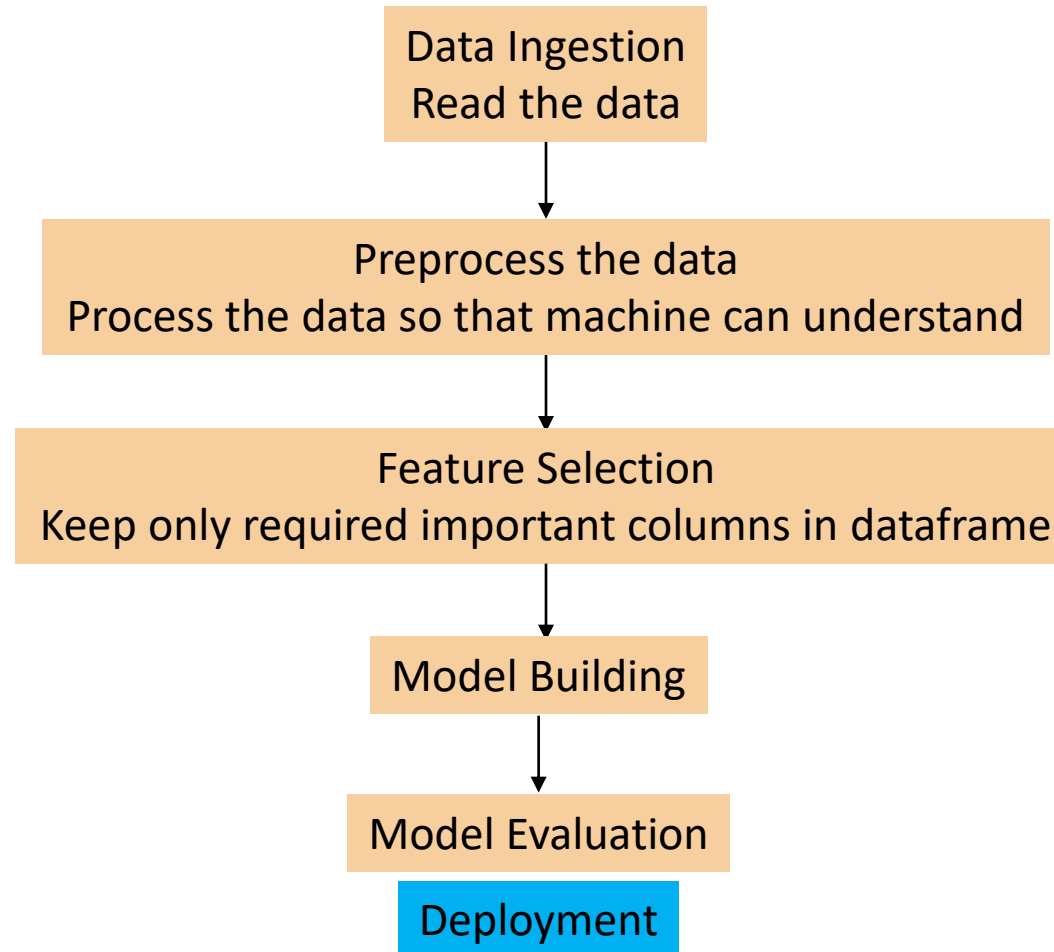 Data Ingestion
Read the data
Preprocess the data
Process the data so that machine can understand
Feature Selection
Keep only required important columns in dataframe
Model Building
Model Evaluation
Deployment